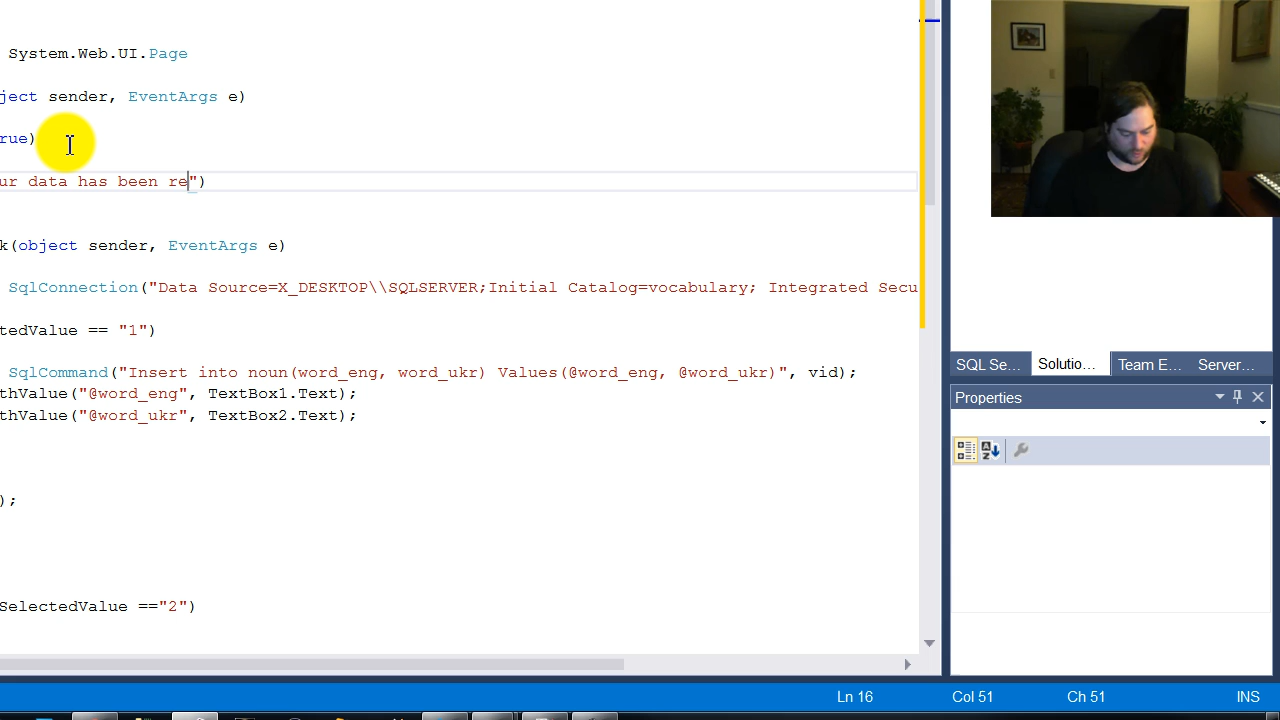 System.Web.UI.Page
ject sender, EventArgs e)
rue)
ur data has been re")
k(object sender, EventArgs e)
SqlConnection("Data Source=X_DESKTOP\\SQLSERVER;Initial Catalog=vocabulary; Integrated Secu
tedValue == "1")
SqlCommand("Insert into noun(word_eng, word_ukr) Values(@word_eng, @word_ukr)", vid);
thValue("@word_eng", TextBox1.Text);
thValue("@word_ukr", TextBox2.Text);
);
SelectedValue =="2")
SQL Se... Solutio... Team E... Server...
Properties
Ln 16 Col 51 Ch 51 INS